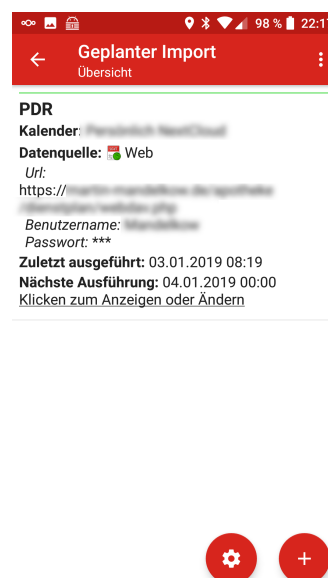 98 % 22:1
Geplanter Import
Übersicht
PDR
Kalender:
Datenquelle: Web
Url:
https://
Benutzername:
Passwort: ***
Zuletzt ausgeführt: 03.01.2019 08:19
Nächste Ausführung: 04.01.2019 00:00
Klicken zum Anzeigen oder Ändern